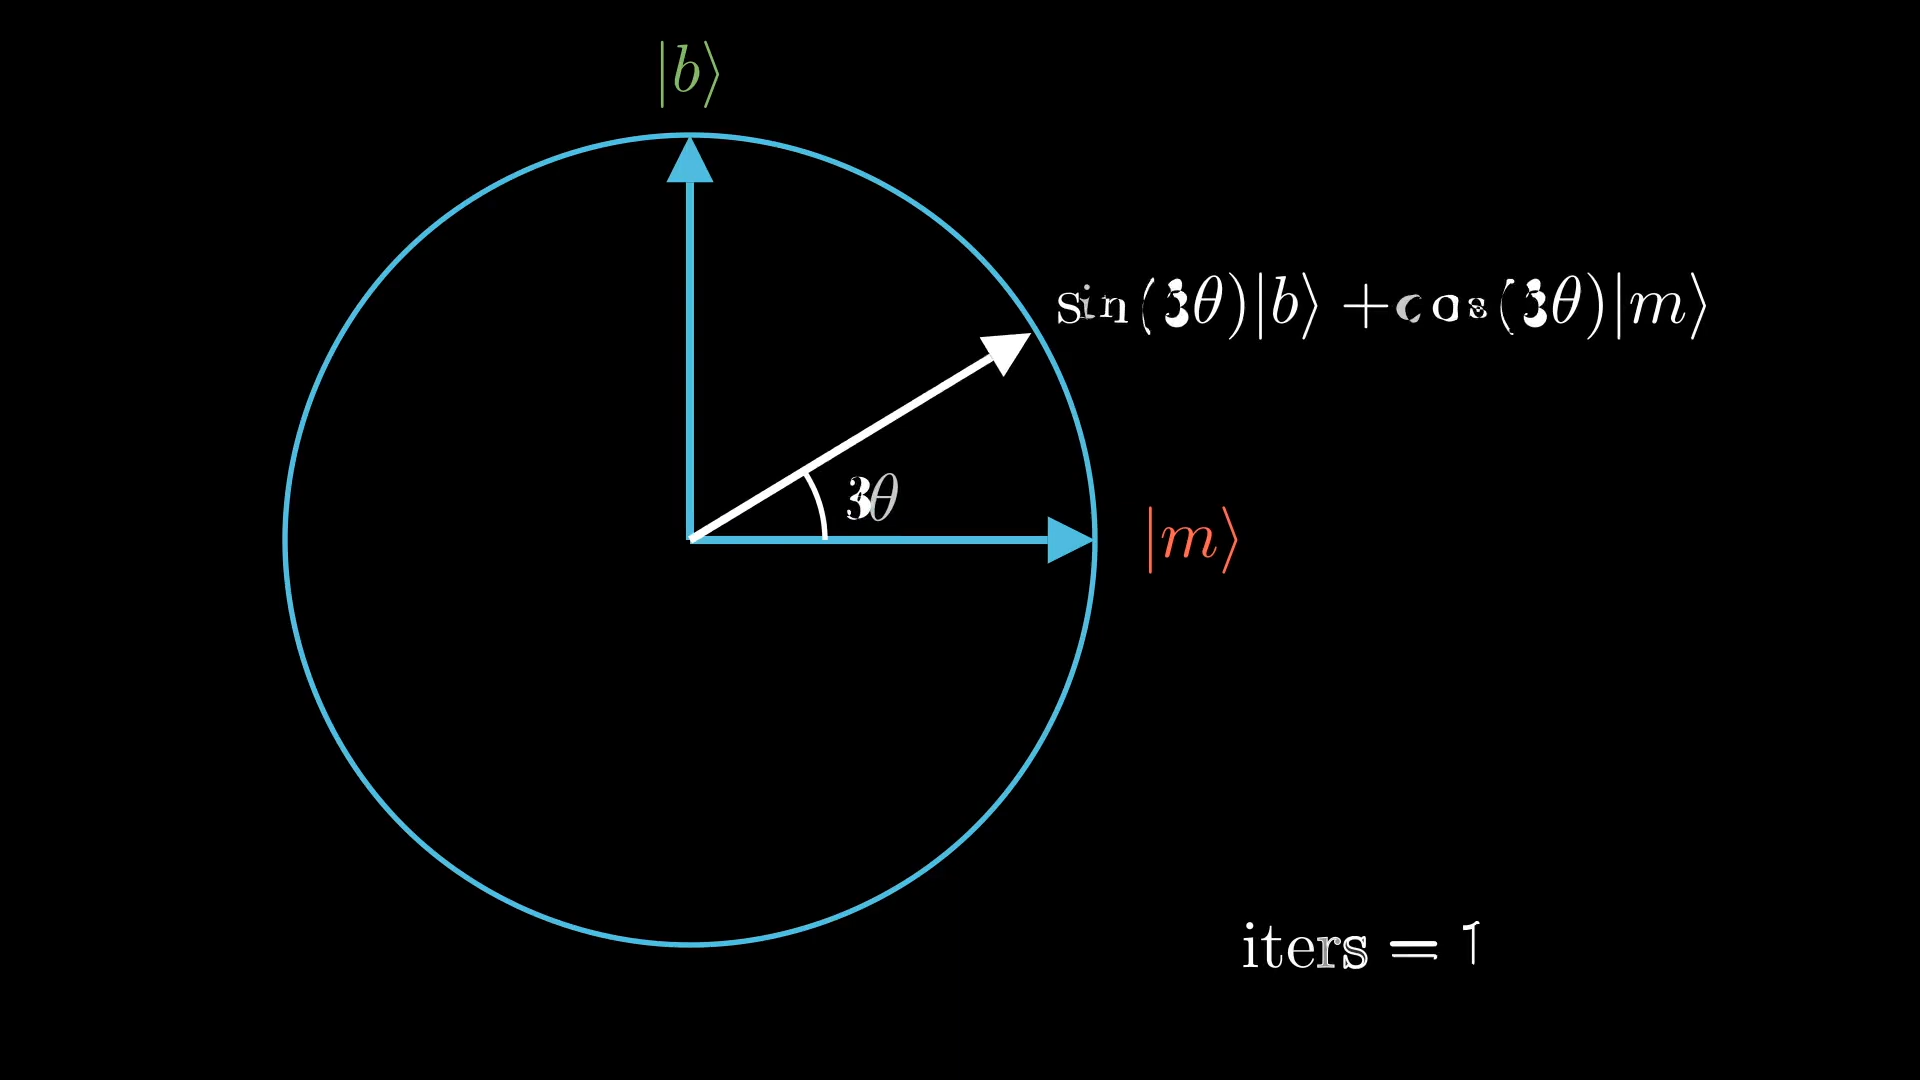 |b⟩
sin(3θ)|b⟩ + cos(3θ)|m⟩
3θ
|m⟩
iters = 1